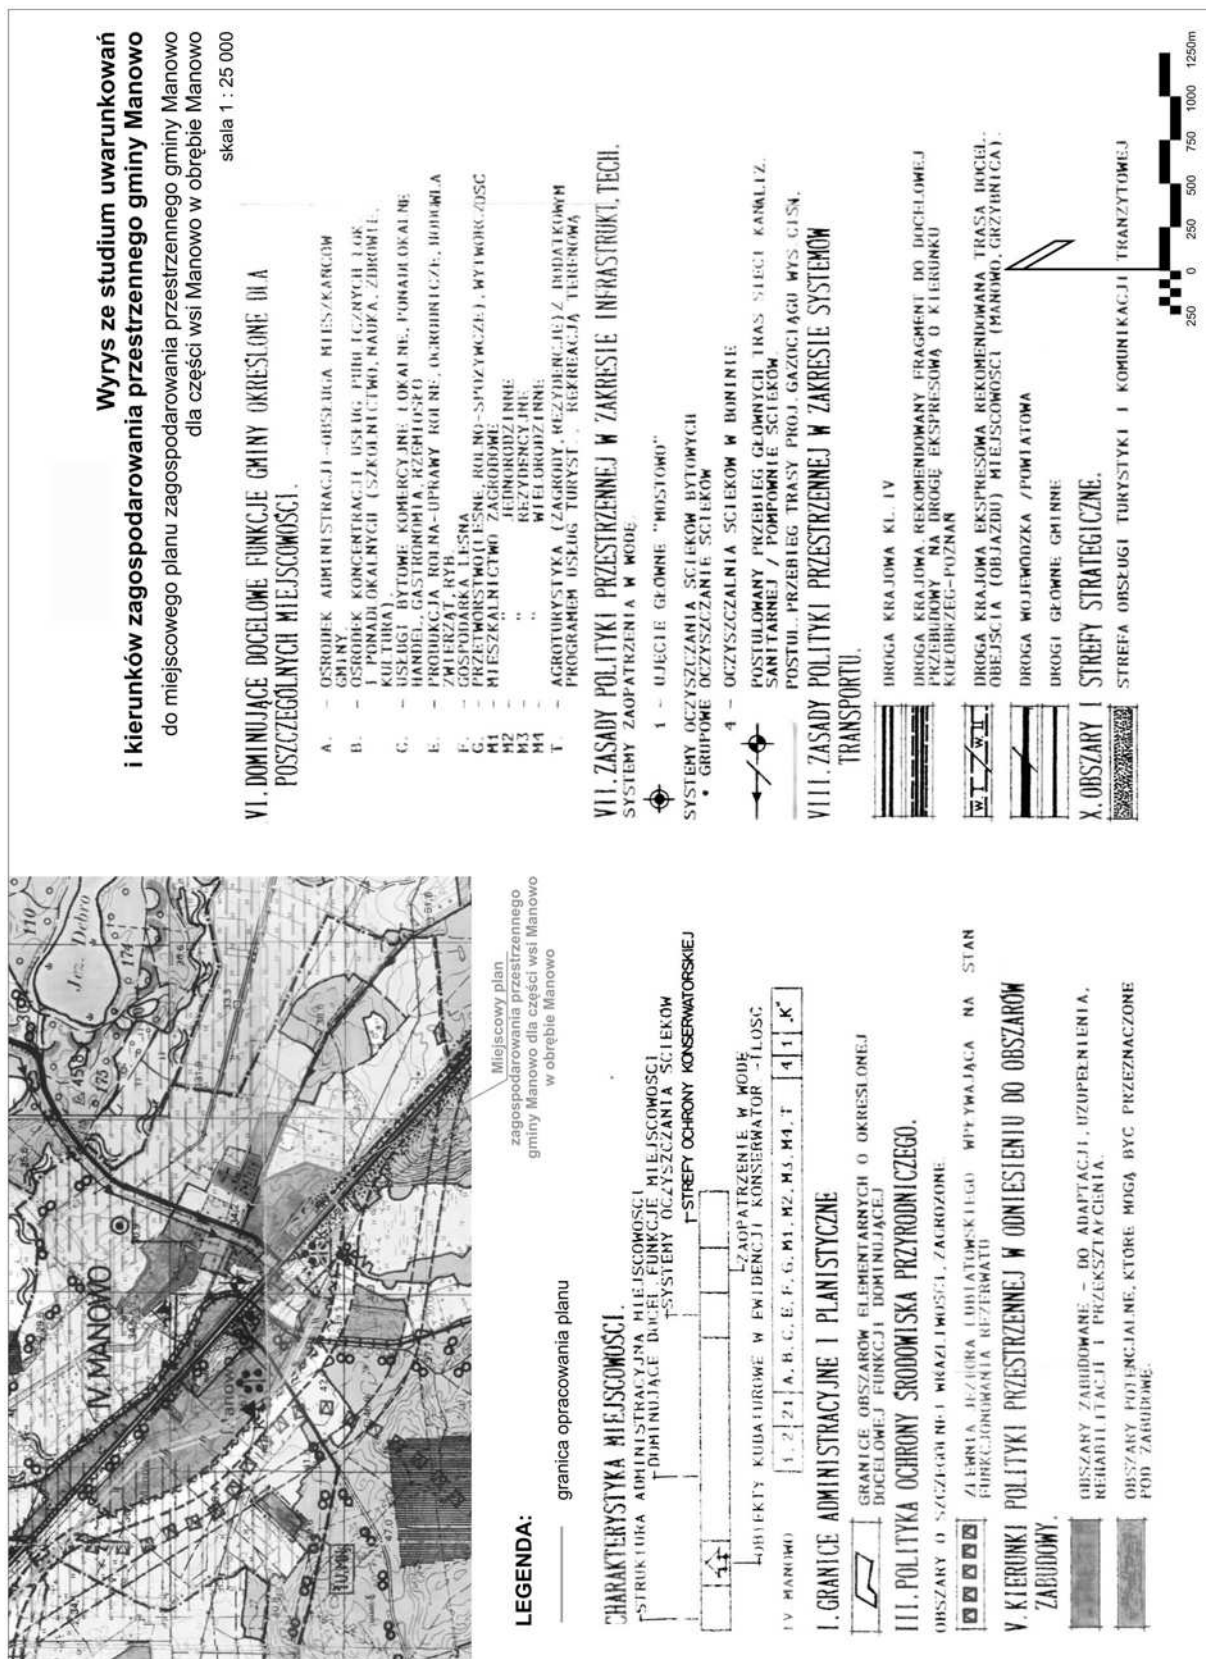 Wyrys ze studium uwarunkowań
i kierunków zagospodarowania przestrzennego gminy Manowo
do miejscowego planu zagospodarowania przestrzennego gminy Manowo
dla części wsi Manowo w obrębie Manowo
skala 1 : 25 000
IV. MANOWO
Jez. Debro
110
174
175
45,8
Miejscowy plan
zagospodarowania przestrzennego
gminy Manowo dla części wsi Manowo
w obrębie Manowo
LEGENDA:
granica opracowania planu
CHARAKTERYSTYKA MIEJSCOWOŚCI.
STRUKTURA ADMINISTRACYJNA MIEJSCOWOŚCI
DOMINUJĄCE DOCEL. FUNKCJE MIEJSCOWOŚCI
SYSTEMY OCZYSZCZANIA ŚCIEKÓW
STREFY OCHRONY KONSERWATORSKIEJ
ZAOPATRZENIE W WODĘ
OBIEKTY KUBATUROWE W EWIDENCJI KONSERWATOR.-ILOŚĆ
IV MANOWO 1. 2 21 A.B.C.E.F.G.M1.M2.M3.M4.T 4 1 „K"
I. GRANICE ADMINISTRACYJNE I PLANISTYCZNE
GRANICE OBSZARÓW ELEMENTARNYCH O OKREŚLONEJ
DOCELOWEJ FUNKCJI DOMINUJĄCEJ
III. POLITYKA OCHRONY ŚRODOWISKA PRZYRODNICZEGO.
OBSZARY O SZCZEGÓLNEJ WRAŻLIWOŚCI, ZAGROŻONE.
ZLEWNIA JEZIORA LUBIATOWSKIEGO WPŁYWAJĄCA NA STAN
FUNKCJONOWANIA REZERWATU
V. KIERUNKI POLITYKI PRZESTRZENNEJ W ODNIESIENIU DO OBSZARÓW
ZABUDOWY.
OBSZARY ZABUDOWANE - DO ADAPTACJI, UZUPEŁNIENIA,
REHABILITACJI I PRZEKSZTAŁCENIA.
OBSZARY POTENCJALNE, KTÓRE MOGĄ BYĆ PRZEZNACZONE
POD ZABUDOWĘ.
VI. DOMINUJĄCE DOCELOWE FUNKCJE GMINY OKREŚLONE DLA
POSZCZEGÓLNYCH MIEJSCOWOŚCI.
A. - OŚRODEK ADMINISTRACJI-OBSŁUGA MIESZKAŃCÓW
GMINY.
B. - OŚRODEK KONCENTRACJI USŁUG PUBLICZNYCH LOK.
I PONADLOKALNYCH (SZKOLNICTWO, NAUKA, ZDROWIE,
KULTURA).
C. - USŁUGI BYTOWE KOMERCYJNE LOKALNE, PONADLOKALNE
HANDEL, GASTRONOMIA, RZEMIOSŁO
E. - PRODUKCJA ROLNA-UPRAWY ROLNE, OGRODNICZE, HODOWLA
ZWIERZĄT, RYB.
F. - GOSPODARKA LEŚNA
G. - PRZETWÓRSTWO(LEŚNE, ROLNO-SPOŻYWCZE), WYTWÓRCZOŚĆ
M1 - MIESZKALNICTWO ZAGRODOWE
M2 - " JEDNORODZINNE
M3 - " REZYDENCYJNE
M4 - " WIELORODZINNE
T. - AGROTURYSTYKA (ZAGRODY, REZYDENCJE)Z DODATKOWYM
PROGRAMEM USŁUG TURYST., REKREACJĄ TERENOWĄ
VII. ZASADY POLITYKI PRZESTRZENNEJ W ZAKRESIE INFRASTRUKT. TECH.
SYSTEMY ZAOPATRZENIA W WODĘ.
1 - UJĘCIE GŁÓWNE "MOSTOWO"
SYSTEMY OCZYSZCZANIA ŚCIEKÓW BYTOWYCH
* GRUPOWE OCZYSZCZANIE ŚCIEKÓW
4 - OCZYSZCZALNIA ŚCIEKÓW W BONINIE
POSTULOWANY PRZEBIEG GŁÓWNYCH TRAS SIECI KANALIZ.
SANITARNEJ / POMPOWNIE ŚCIEKÓW.
POSTUL. PRZEBIEG TRASY PROJ. GAZOCIĄGU WYS. CIŚN.
VIII. ZASADY POLITYKI PRZESTRZENNEJ W ZAKRESIE SYSTEMÓW
TRANSPORTU.
DROGA KRAJOWA KL. IV
DROGA KRAJOWA, REKOMENDOWANY FRAGMENT DO DOCELOWEJ
PRZEBUDOWY NA DROGĘ EKSPRESOWĄ O KIERUNKU
KOŁOBRZEG-POZNAŃ
W.I W.II
DROGA KRAJOWA EKSPRESOWA REKOMENDOWANA TRASA DOCEL.
OBEJŚCIA (OBJAZDU) MIEJSCOWOŚCI (MANOWO, GRZYBNICA).
DROGA WOJEWÓDZKA /POWIATOWA
DROGI GŁÓWNE GMINNE
X. OBSZARY I STREFY STRATEGICZNE.
STREFA OBSŁUGI TURYSTYKI I KOMUNIKACJI TRANZYTOWEJ
250 0 250 500 750 1000 1250m